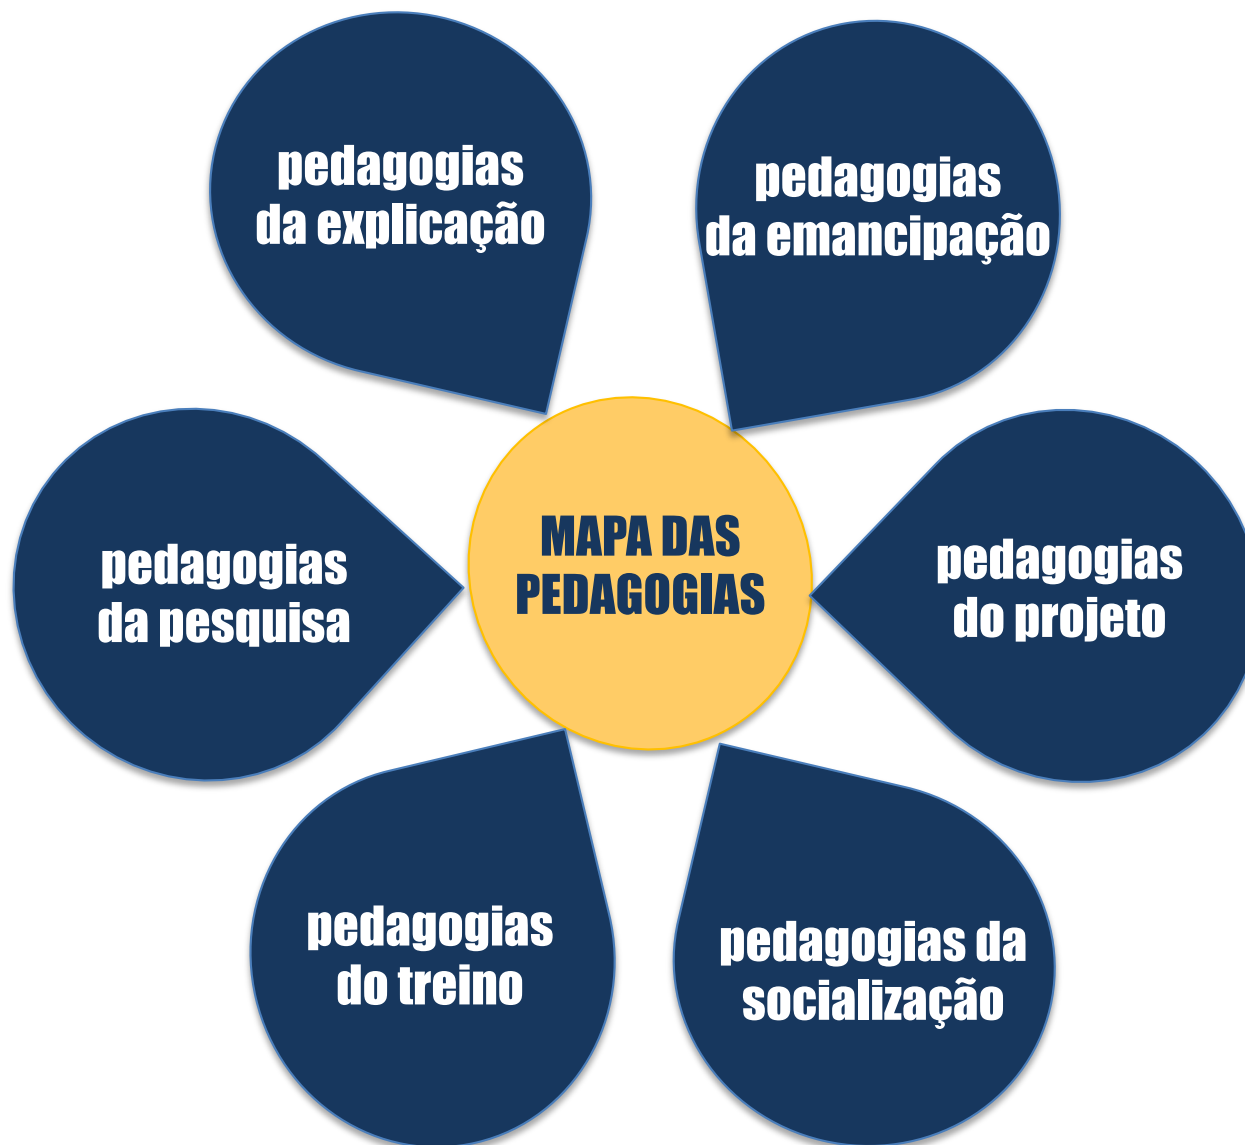 pedagogias
da explicação
pedagogias
da emancipação
MAPA DAS
PEDAGOGIAS
pedagogias
da pesquisa
pedagogias
do projeto
pedagogias
do treino
pedagogias da
socialização